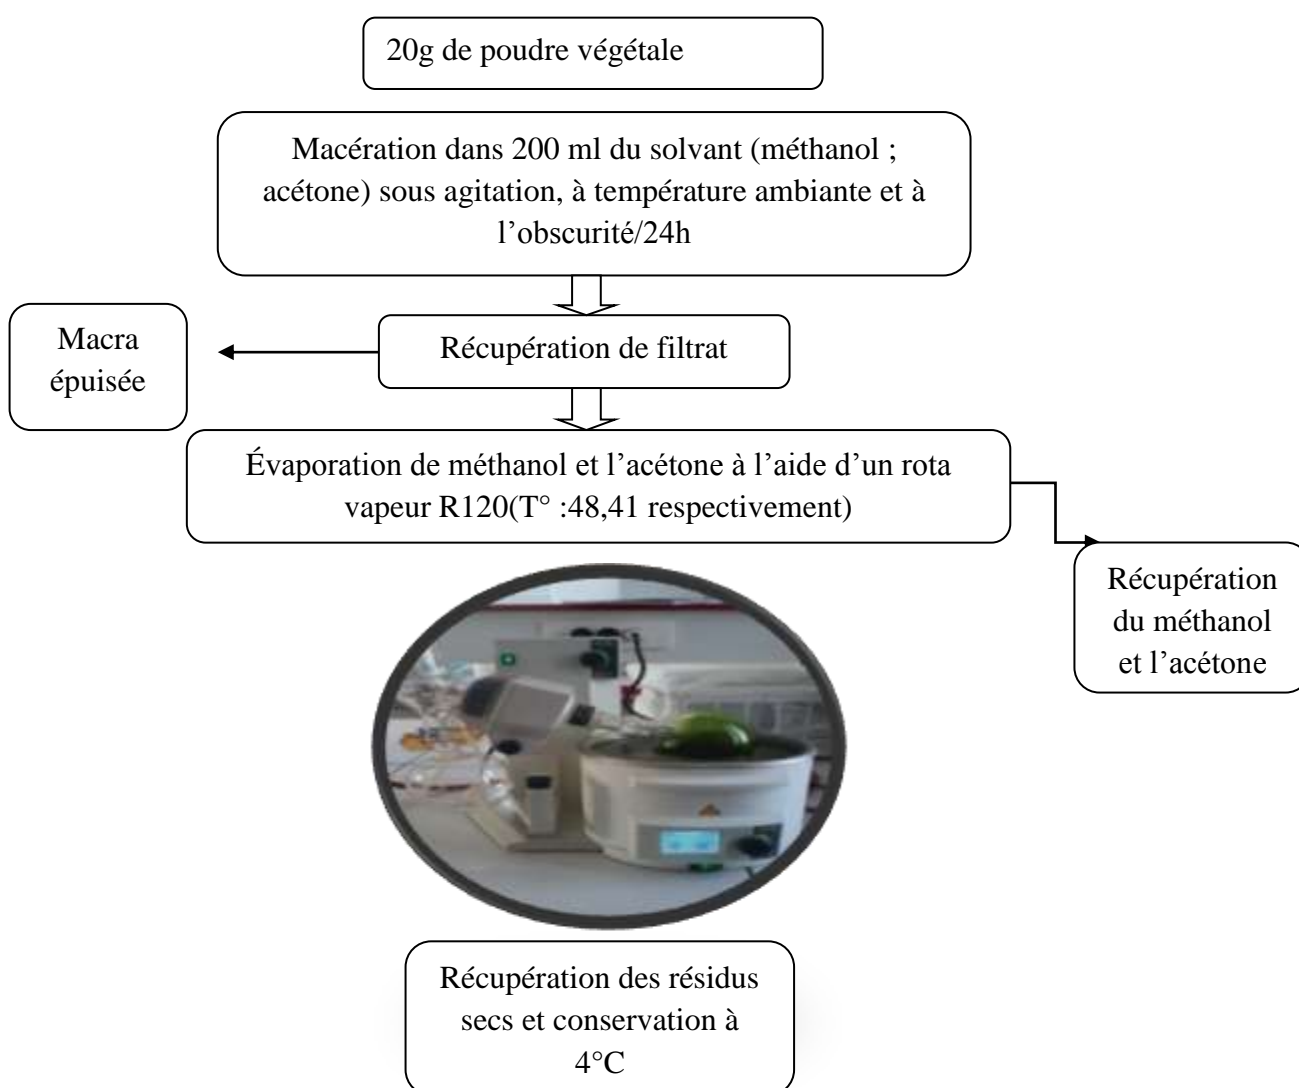 20g de poudre végétale
Macération dans 200 ml du solvant (méthanol ;
acétone) sous agitation, à température ambiante et à
l’obscurité/24h
Macra
épuisée
Récupération de filtrat
Évaporation de méthanol et l’acétone à l’aide d’un rota
vapeur R120(T° :48,41 respectivement)
Récupération
du méthanol
et l’acétone
Récupération des résidus
secs et conservation à
4°C